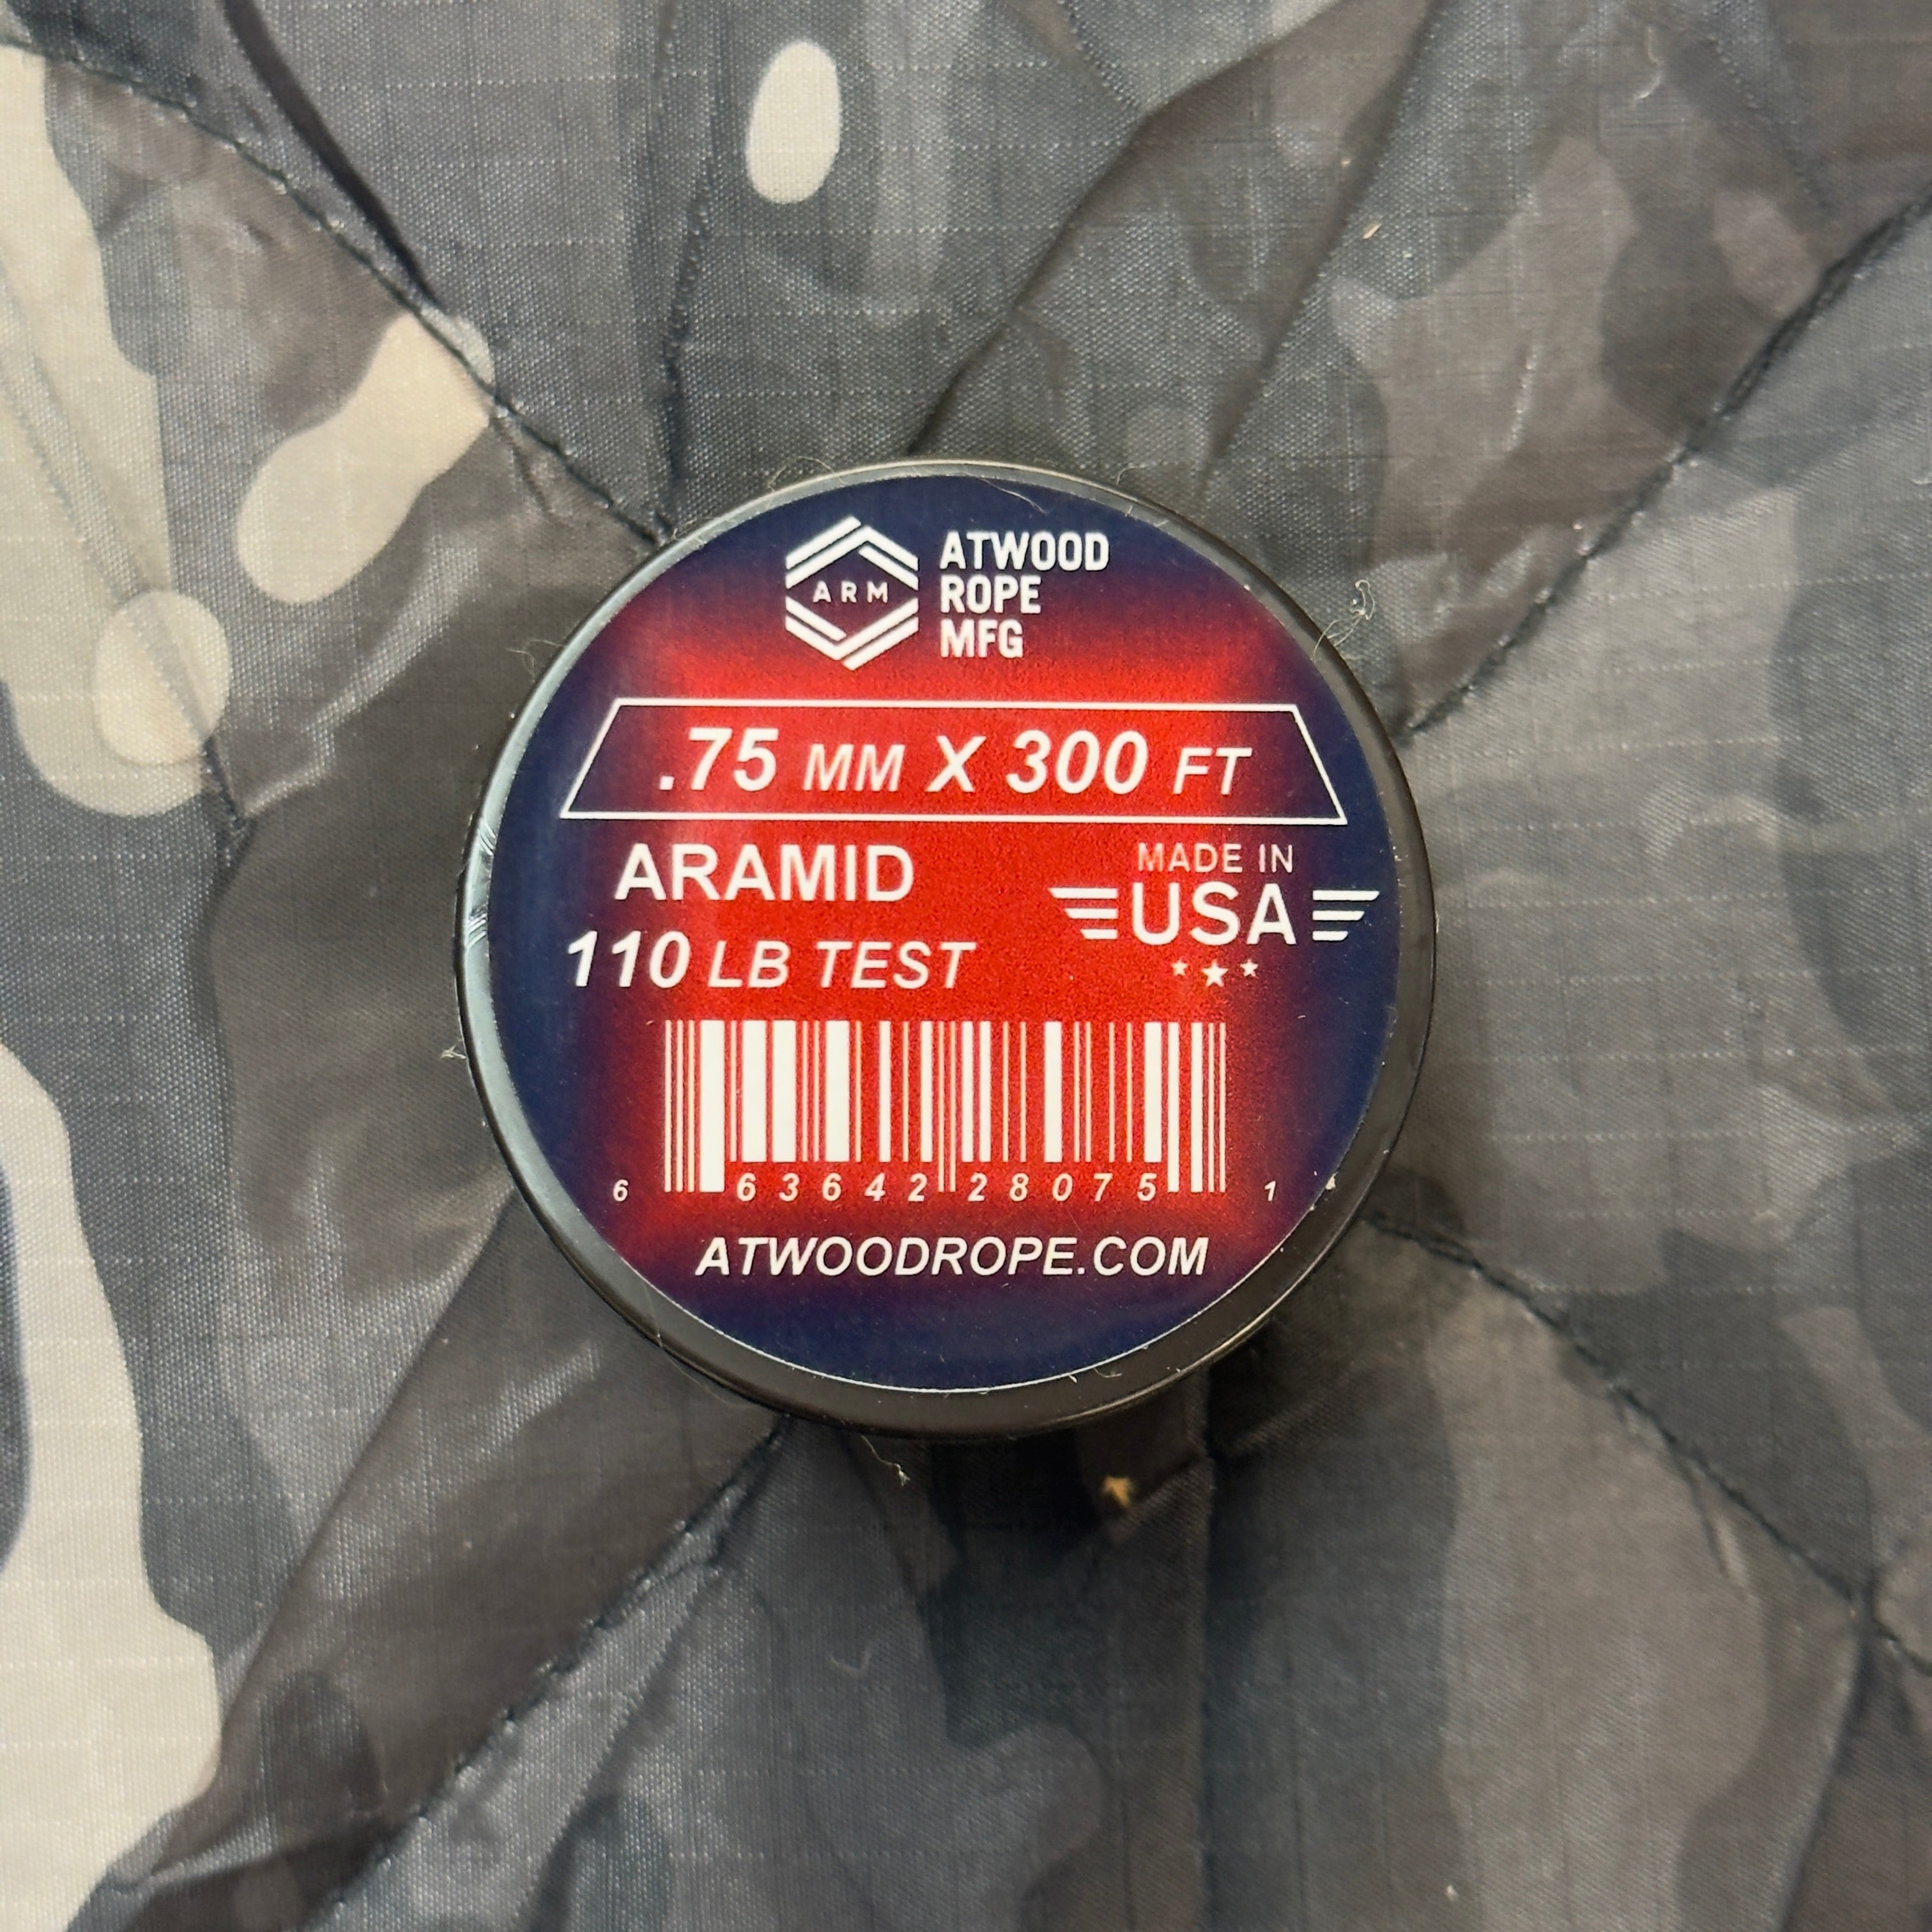 ARM
ATWOOD
ROPE
MFG
.75 MM X 300 FT
ARAMID
110 LB TEST
MADE IN
USA
6 63642 28075 1
ATWOODROPE.COM